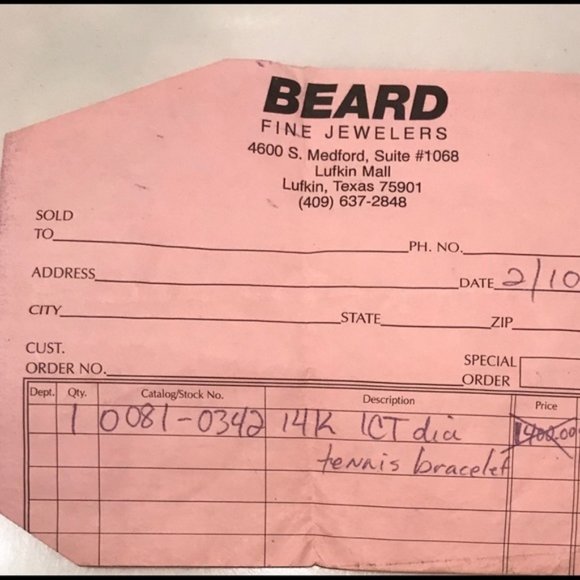 BEARD
FINE JEWELERS
4600 S. Medford, Suite #1068
Lufkin Mall
Lufkin, Texas 75901
(409) 637-2848
SOLD
TO PH. NO.
ADDRESS DATE 2/10
CITY STATE ZIP
CUST.
ORDER NO. SPECIAL
ORDER
Dept. Qty. Catalog/Stock No. Description Price
1 0081-0342 14K 1CT dia 1400.00
tennis bracelet